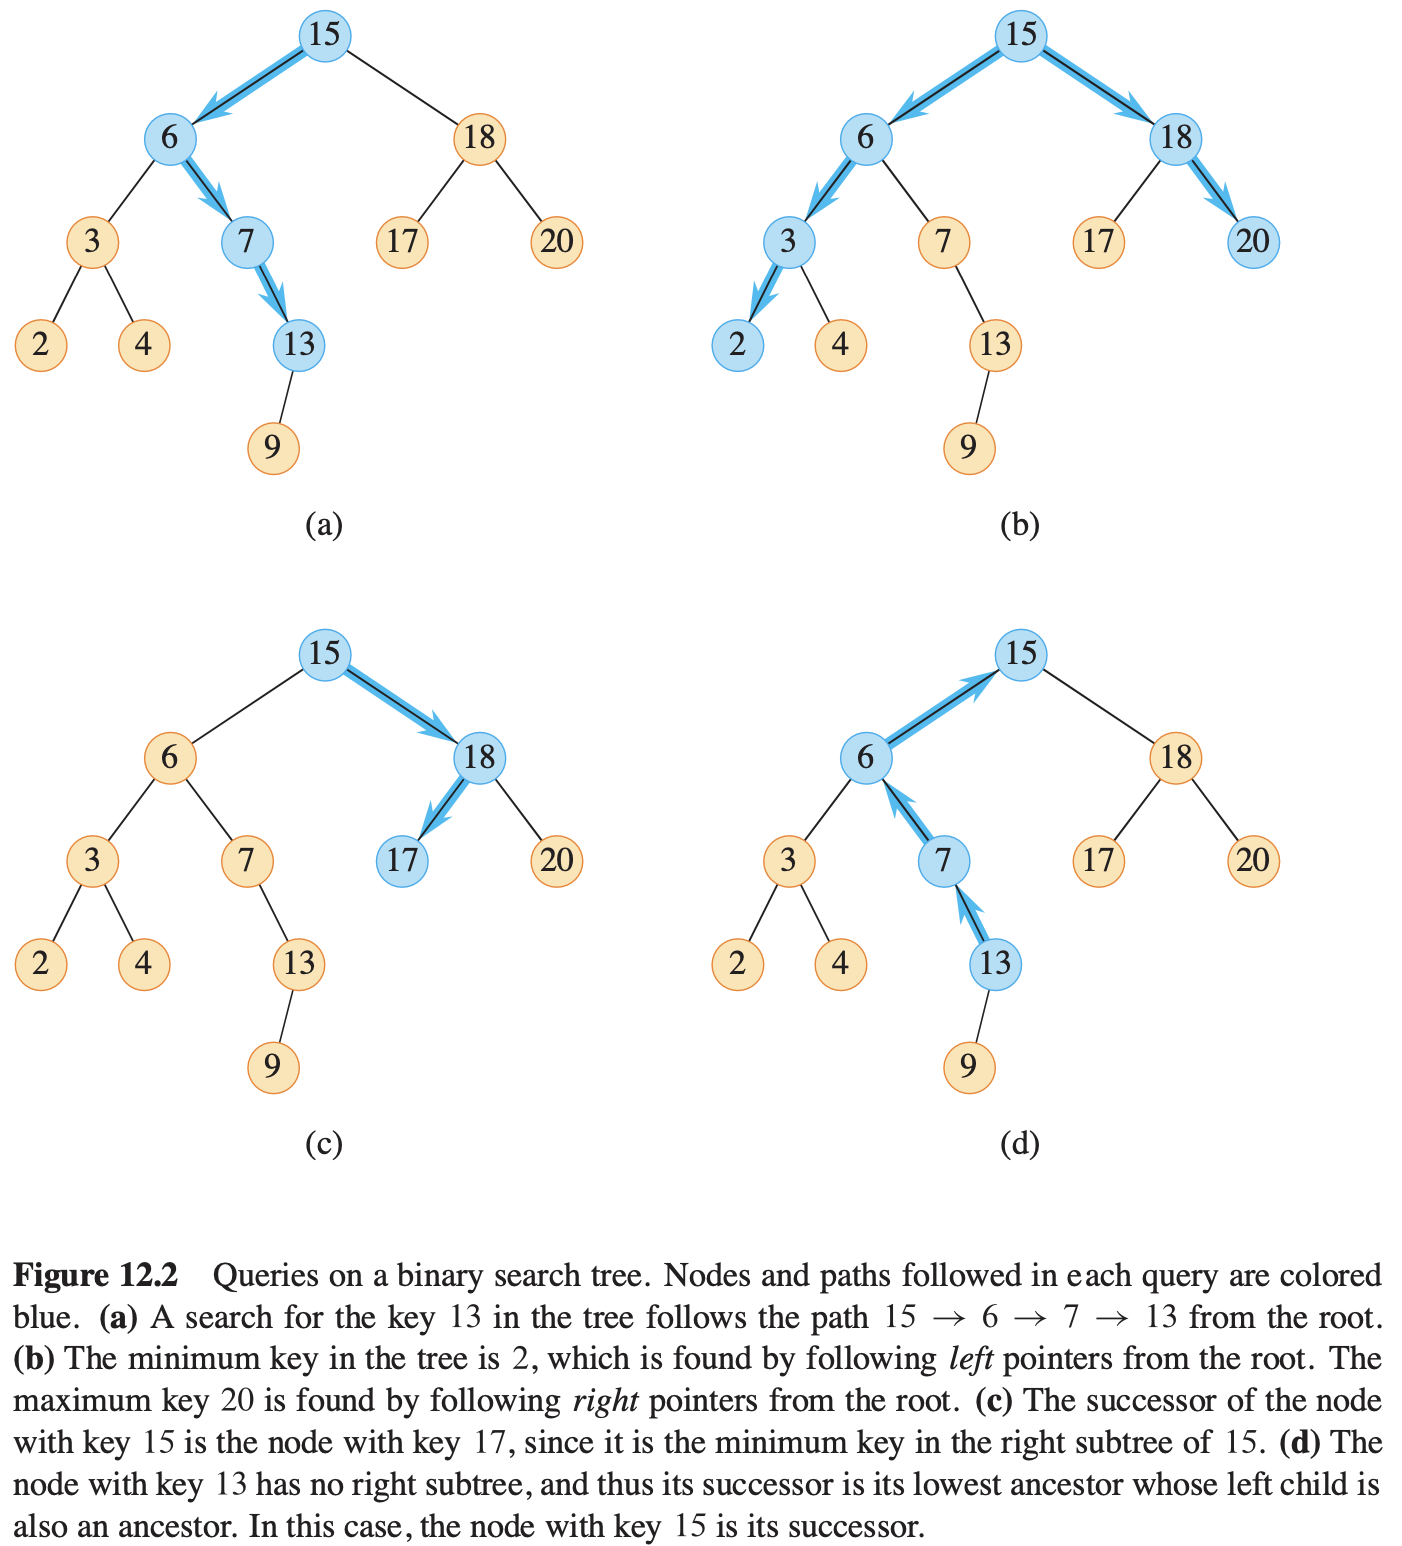 15
6 18
3 7 17 20
2 4 13
9
(a)
15
6 18
3 7 17 20
2 4 13
9
(b)
15
6 18
3 7 17 20
2 4 13
9
(c)
15
6 18
3 7 17 20
2 4 13
9
(d)
Figure 12.2 Queries on a binary search tree. Nodes and paths followed in each query are colored
blue. (a) A search for the key 13 in the tree follows the path 15 → 6 → 7 → 13 from the root.
(b) The minimum key in the tree is 2, which is found by following left pointers from the root. The
maximum key 20 is found by following right pointers from the root. (c) The successor of the node
with key 15 is the node with key 17, since it is the minimum key in the right subtree of 15. (d) The
node with key 13 has no right subtree, and thus its successor is its lowest ancestor whose left child is
also an ancestor. In this case, the node with key 15 is its successor.